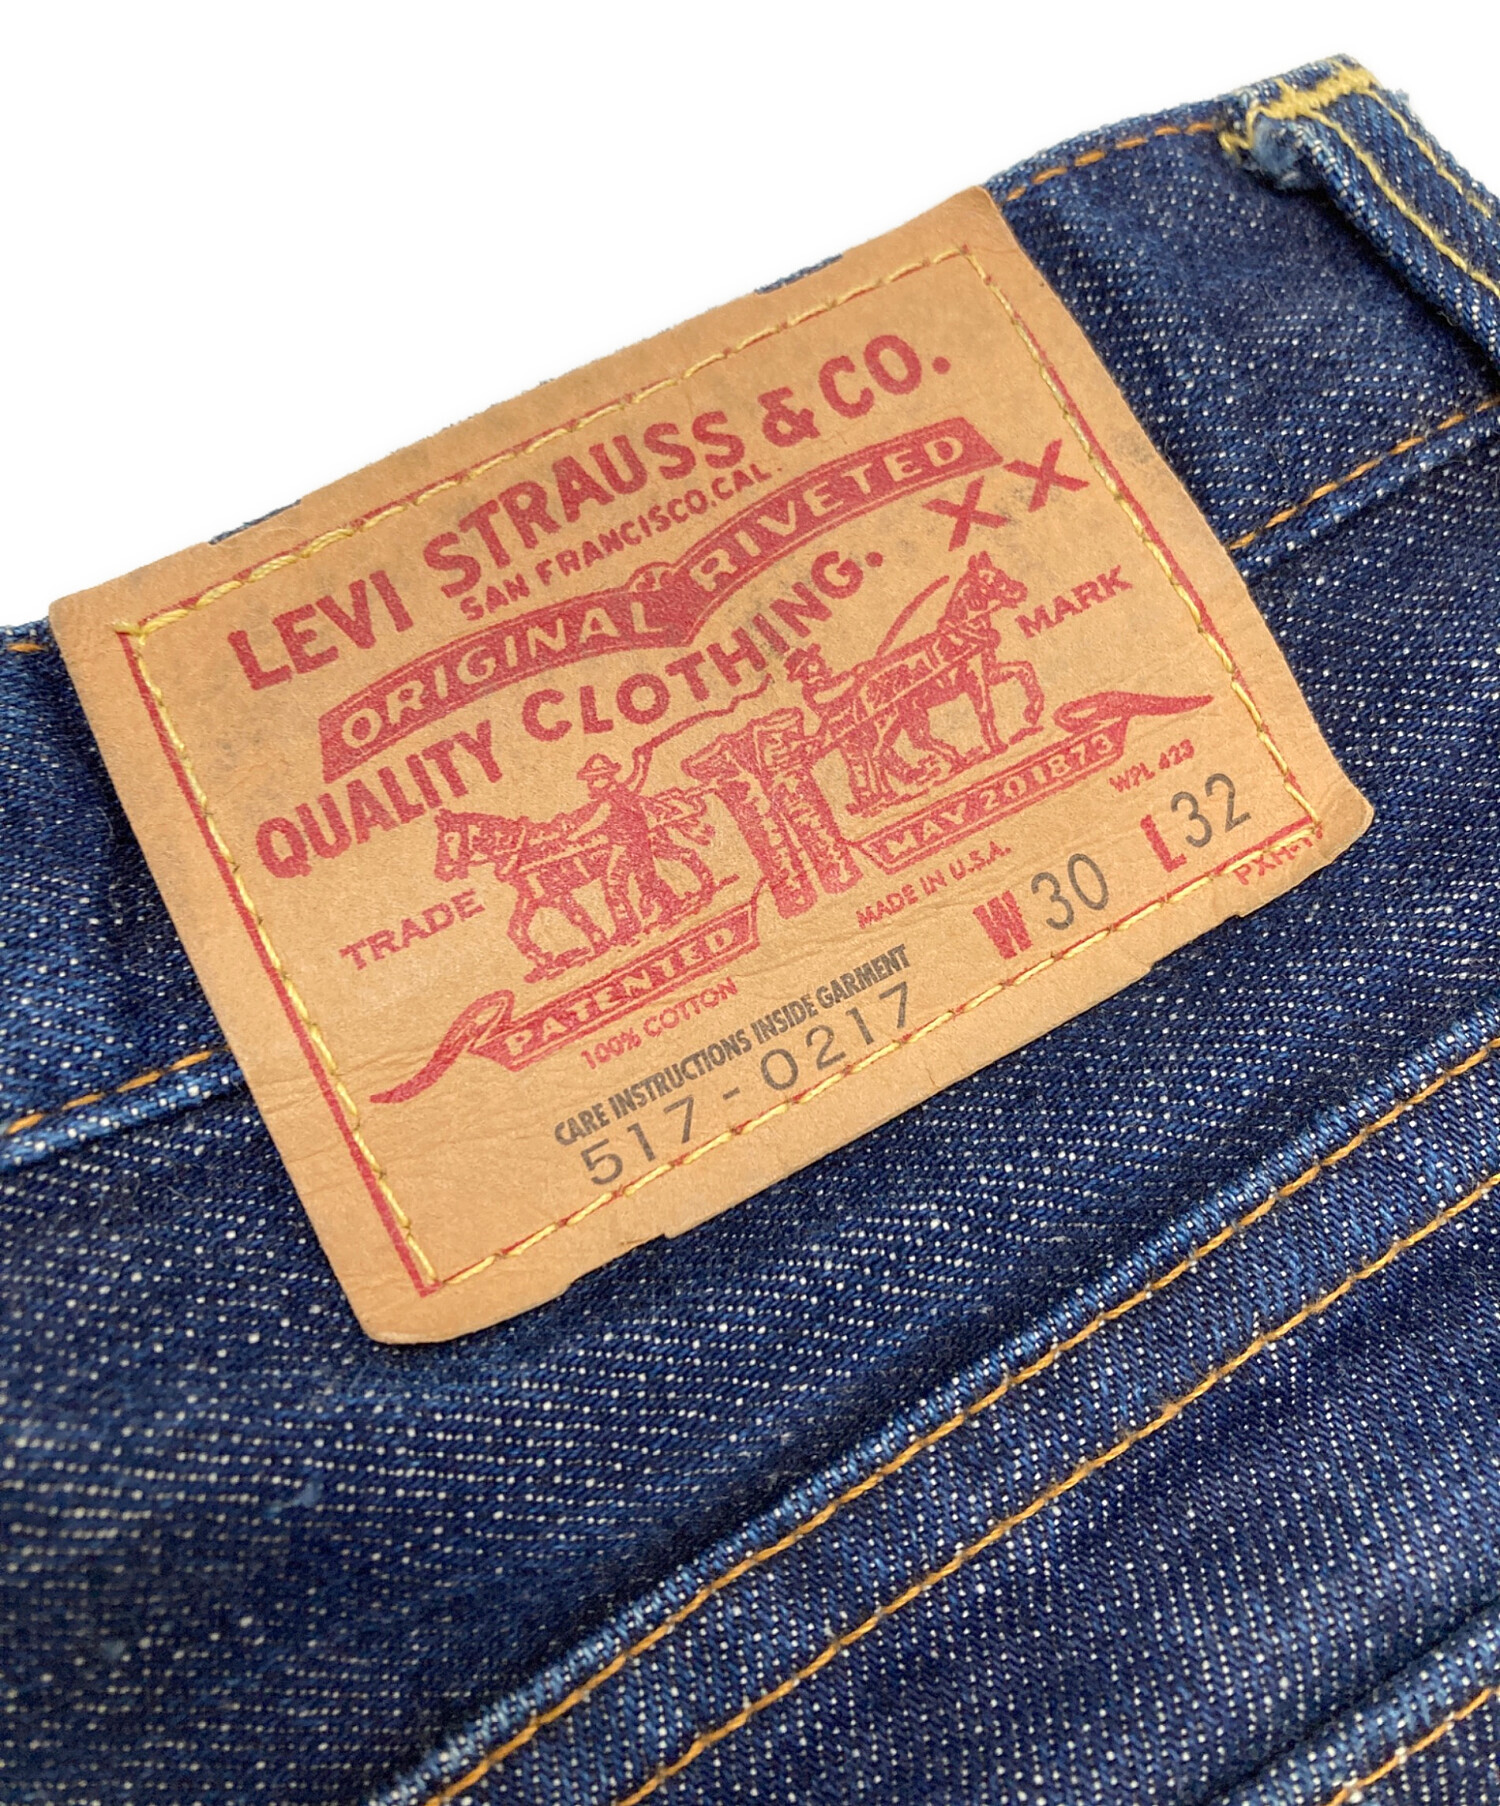 LEVI STRAUSS & CO.
SAN FRANCISCO, CAL.
ORIGINAL RIVETED
QUALITY CLOTHING. XX
TRADE MARK
PATENTED MAY 20 1873
WPL 423
100% COTTON MADE IN U.S.A.
W 30 L 32
CARE INSTRUCTIONS INSIDE GARMENT
517-0217